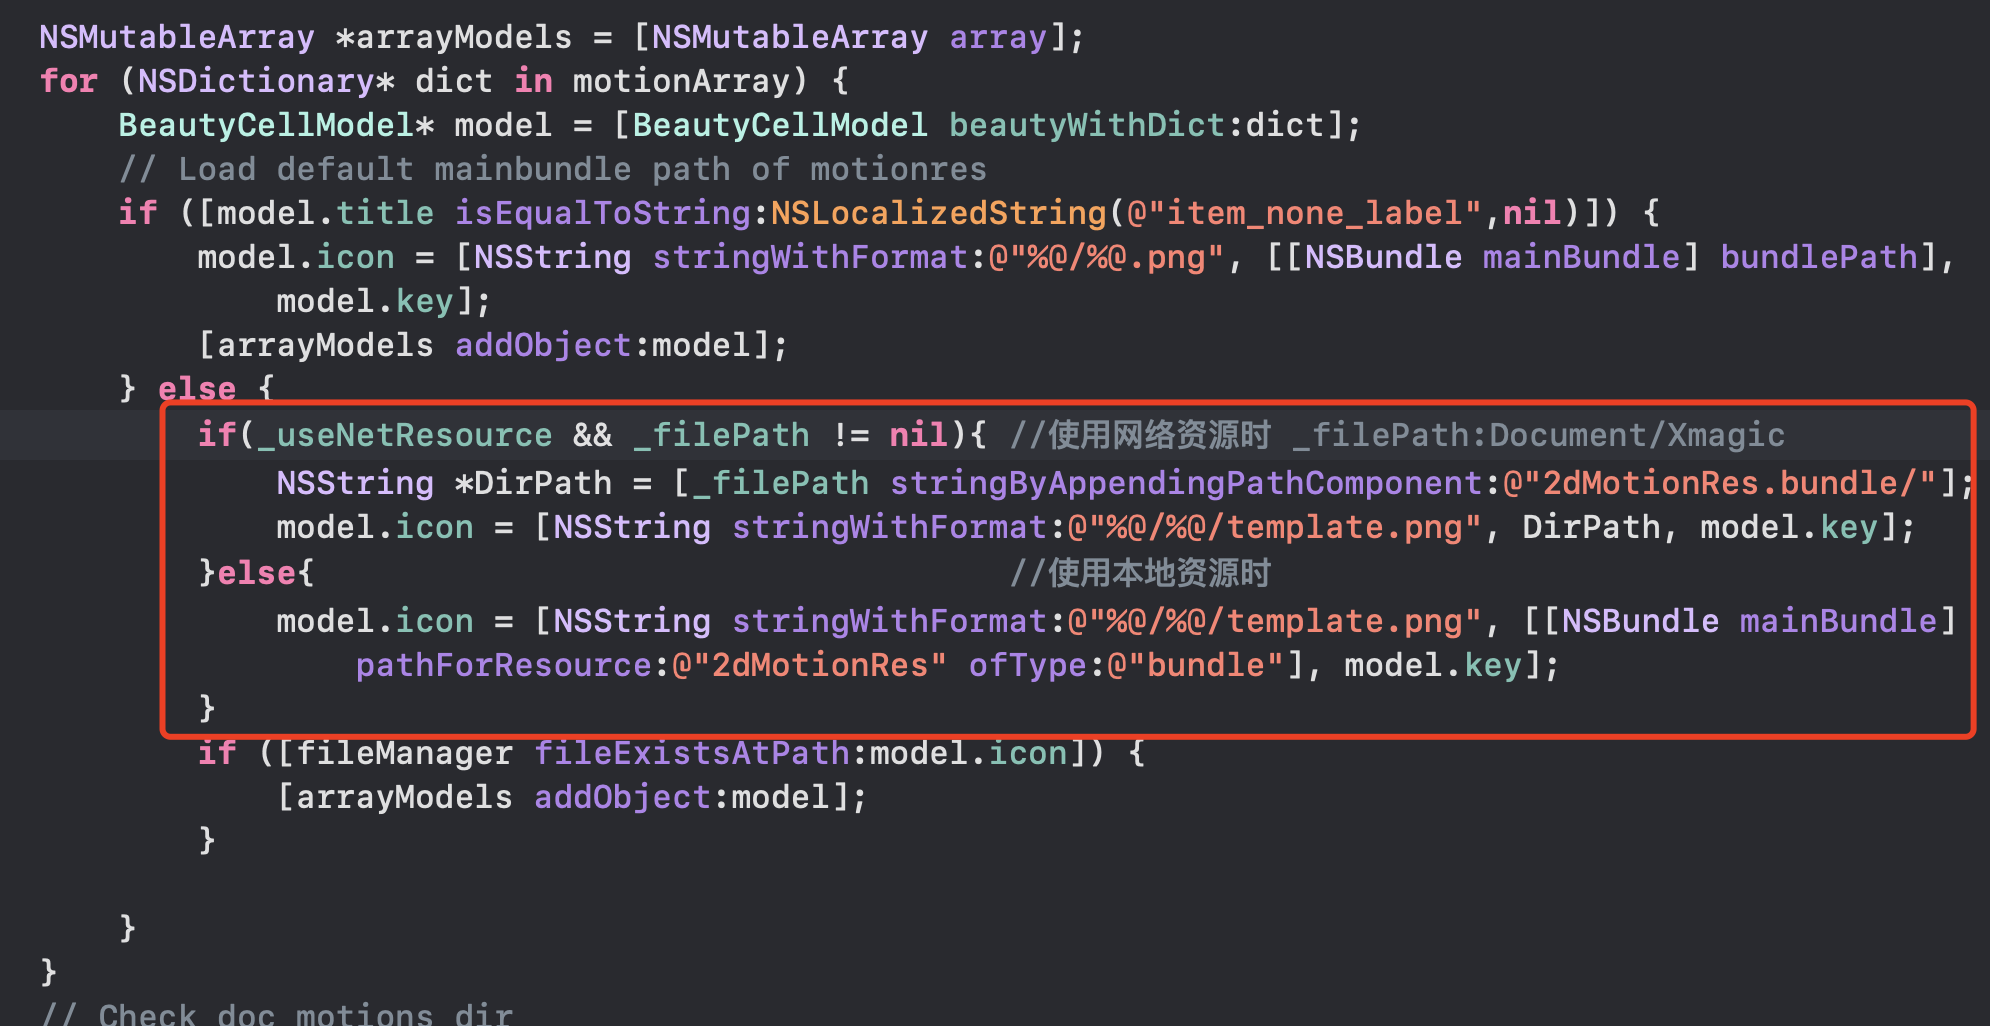 NSMutableArray *arrayModels = [NSMutableArray array];
for (NSDictionary* dict in motionArray) {
    BeautyCellModel* model = [BeautyCellModel beautyWithDict:dict];
    // Load default mainbundle path of motionres
    if ([model.title isEqualToString:NSLocalizedString(@"item_none_label",nil)]) {
        model.icon = [NSString stringWithFormat:@"%@/%@.png", [[NSBundle mainBundle] bundlePath],
            model.key];
        [arrayModels addObject:model];
    } else {
        if(_useNetResource && _filePath != nil){ //使用网络资源时 _filePath:Document/Xmagic
            NSString *DirPath = [_filePath stringByAppendingPathComponent:@"2dMotionRes.bundle/"];
            model.icon = [NSString stringWithFormat:@"%@/%@/template.png", DirPath, model.key];
        }else{                                   //使用本地资源时
            model.icon = [NSString stringWithFormat:@"%@/%@/template.png", [[NSBundle mainBundle]
                pathForResource:@"2dMotionRes" ofType:@"bundle"], model.key];
        }
        if ([fileManager fileExistsAtPath:model.icon]) {
            [arrayModels addObject:model];
        }
    }
}
// Check doc motions dir